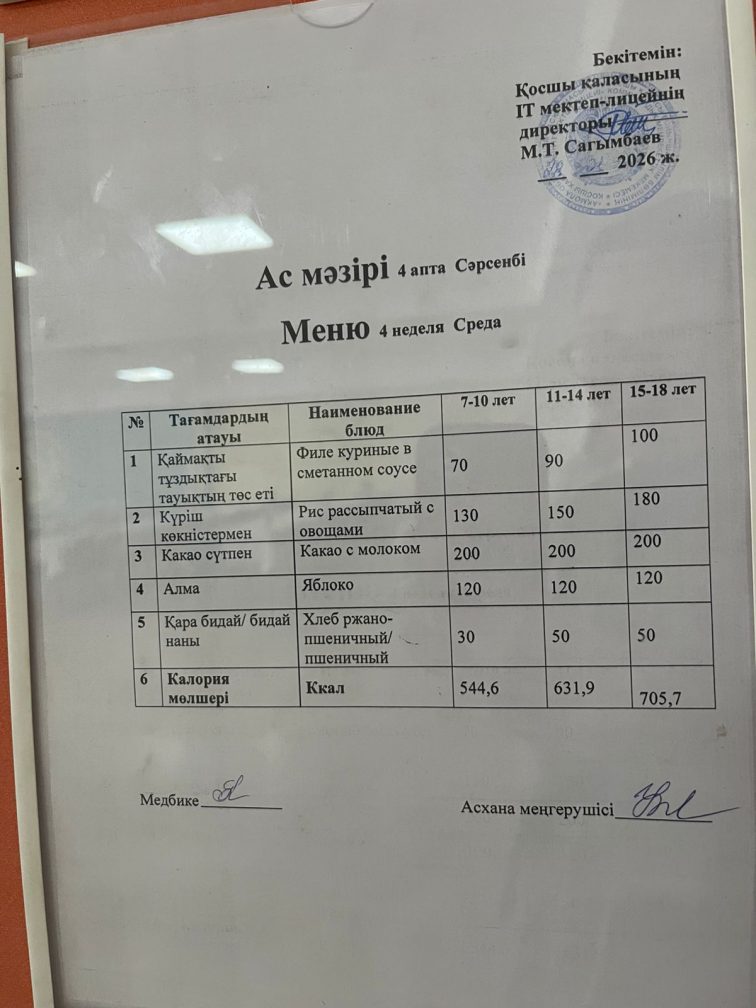 Бекітемін:
Қосшы қаласының
IT мектеп-лицейнің
директоры
М.Т. Сагымбаев
2026 ж.
Ас мәзірі 4 апта Сәрсенбі
Меню 4 неделя Среда
№ Тағамдардың атауы Наименование блюд 7-10 лет 11-14 лет 15-18 лет
1 Қаймақты тұздықтағы тауықтың төс еті Филе куриные в сметанном соусе 70 90 100
2 Күріш көкністермен Рис рассыпчатый с овощами 130 150 180
3 Какао сүтпен Какао с молоком 200 200 200
4 Алма Яблоко 120 120 120
5 Қара бидай/ бидай наны Хлеб ржано-пшеничный/ пшеничный 30 50 50
6 Калория мөлшері Ккал 544,6 631,9 705,7
Медбике
Асхана меңгерушісі